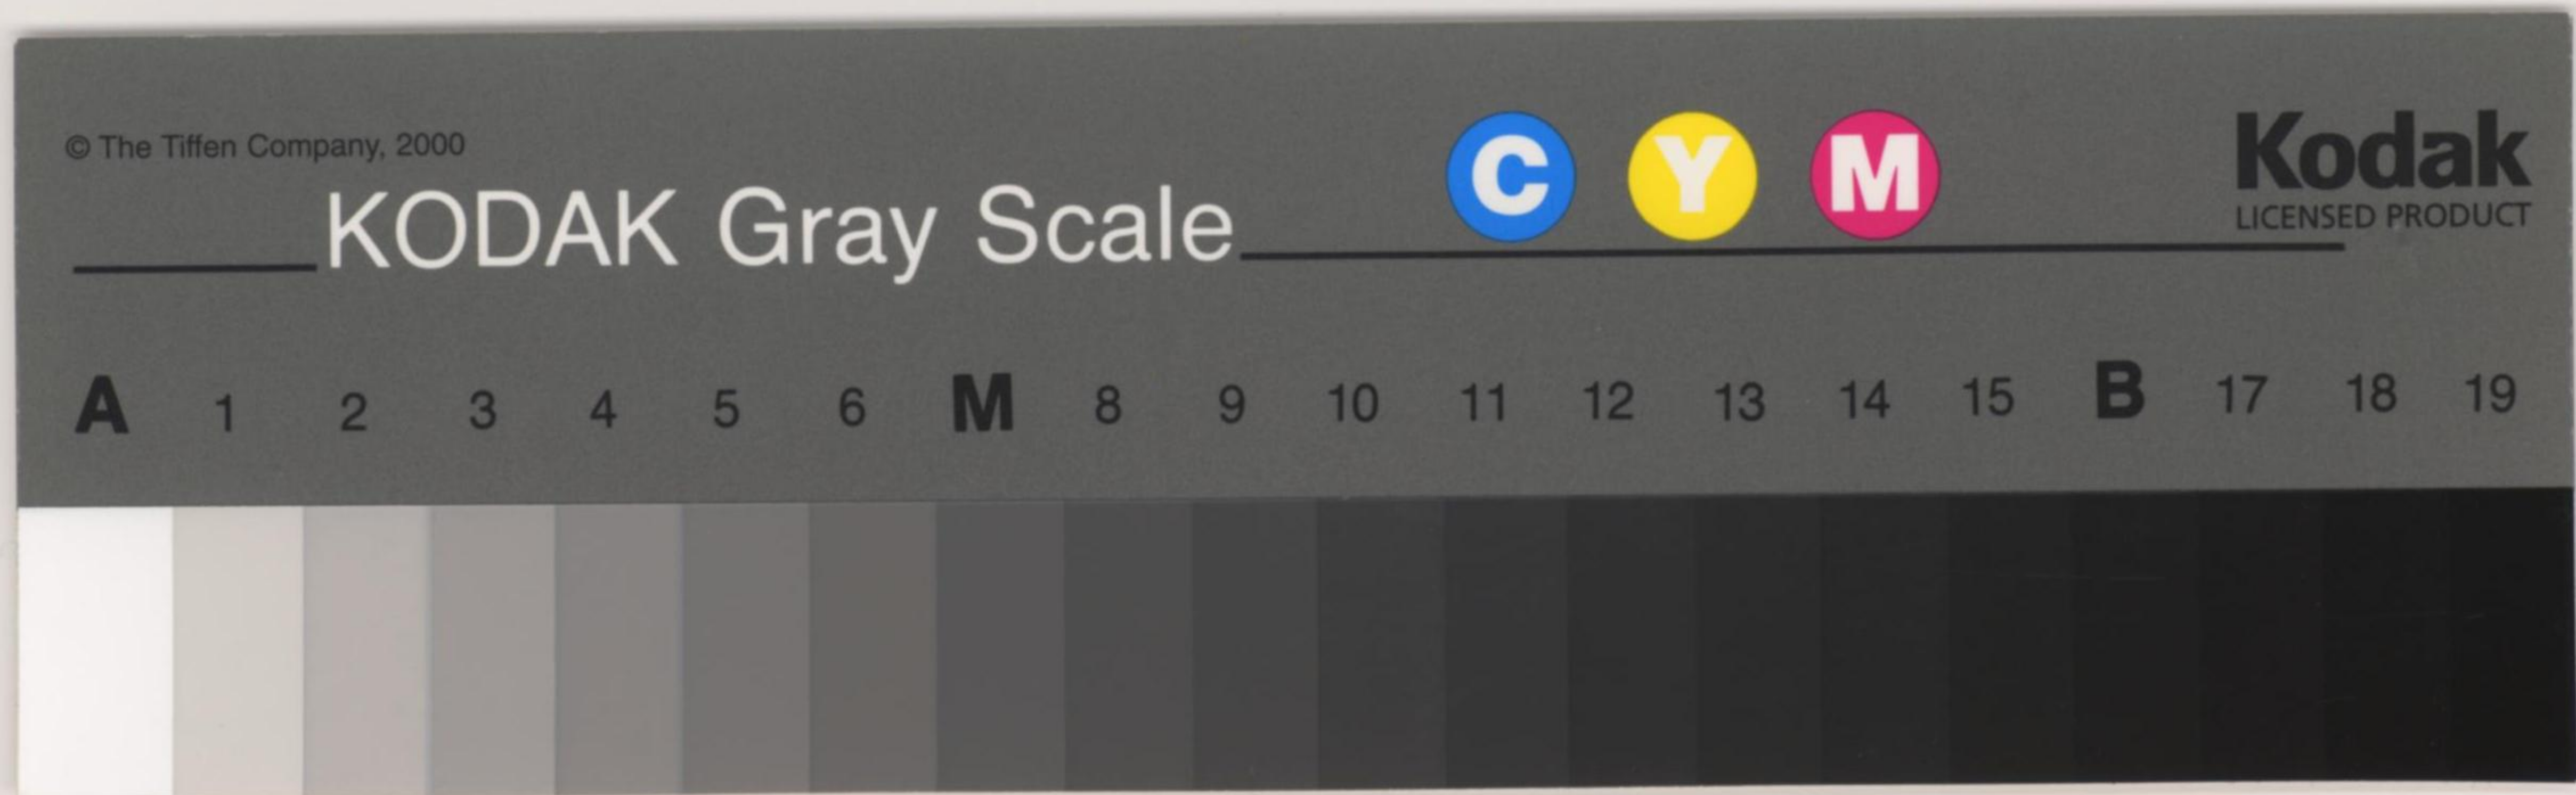 © The Tiffen Company, 2000
KODAK Gray Scale
C Y M
Kodak
LICENSED PRODUCT
A 1 2 3 4 5 6 M 8 9 10 11 12 13 14 15 B 17 18 19